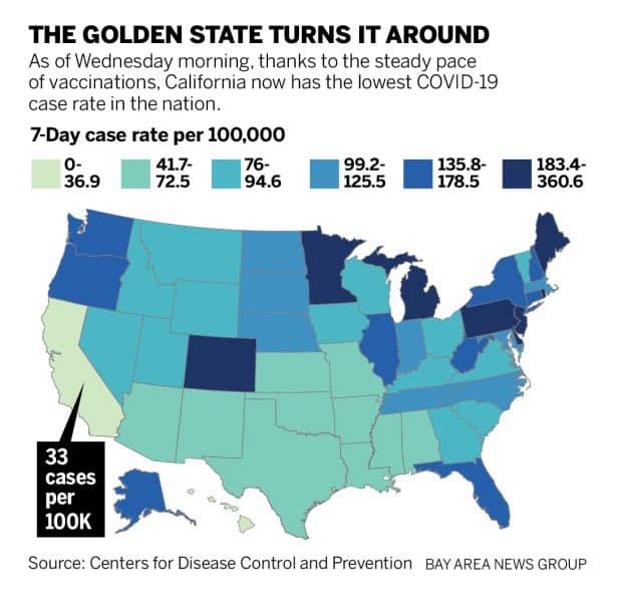 THE GOLDEN STATE TURNS IT AROUND
As of Wednesday morning, thanks to the steady pace
of vaccinations, California now has the lowest COVID-19
case rate in the nation.
7-Day case rate per 100,000
0-
36.9
41.7-
72.5
76-
94.6
99.2-
125.5
135.8-
178.5
183.4-
360.6
33
cases
per
100K
Source: Centers for Disease Control and Prevention BAY AREA NEWS GROUP